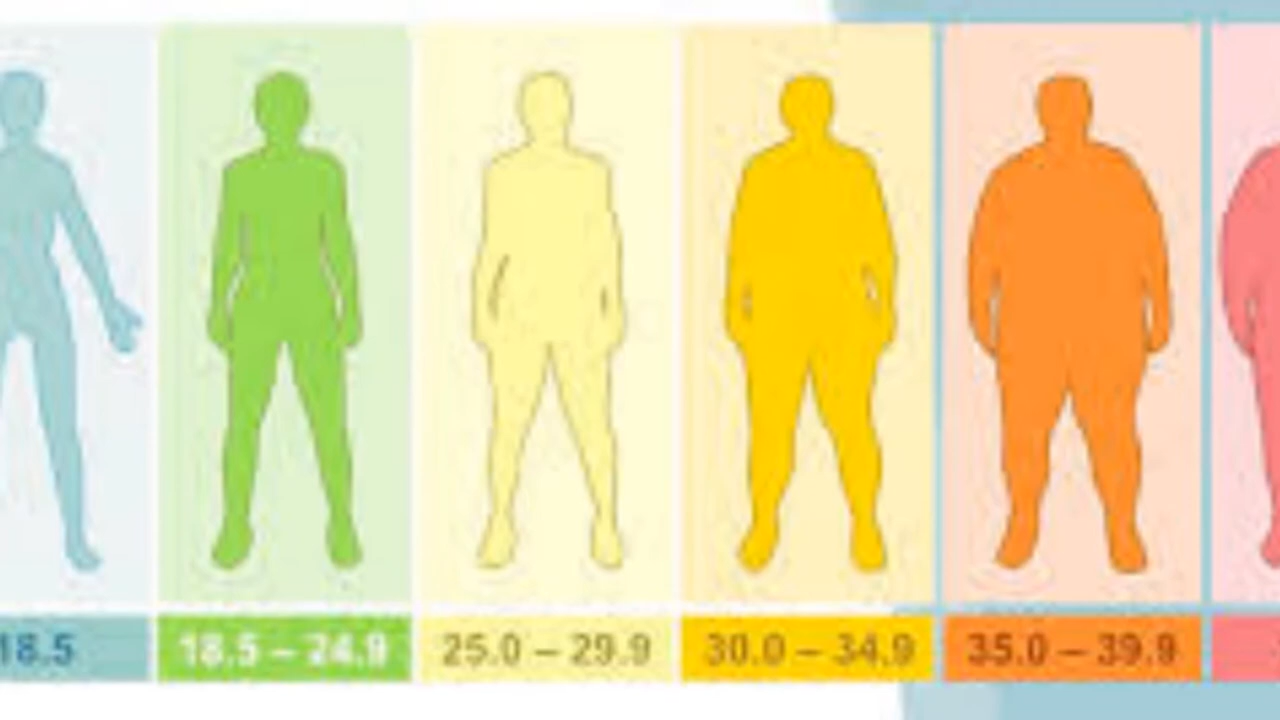 18.5
18.5 – 24.9
25.0 – 29.9
30.0 – 34.9
35.0 – 39.9